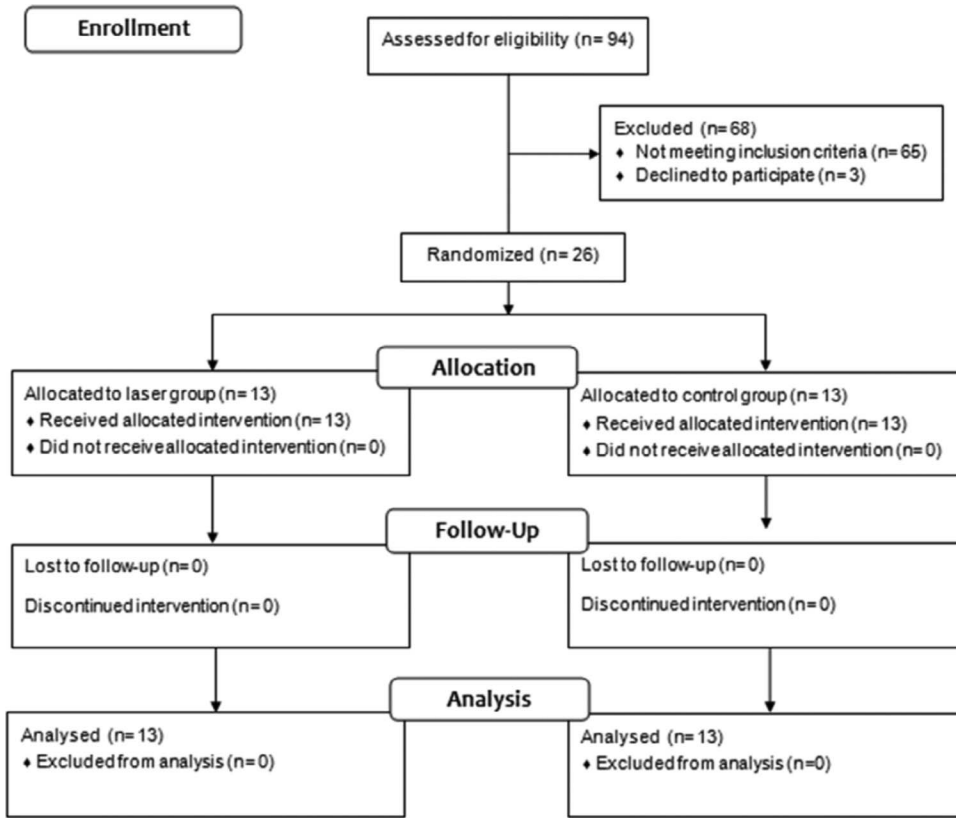 Enrollment
Assessed for eligibility (n= 94)
Excluded (n= 68)
♦ Not meeting inclusion criteria (n= 65)
♦ Declined to participate (n= 3)
Randomized (n= 26)
Allocation
Allocated to laser group (n= 13)
♦ Received allocated intervention (n= 13)
♦ Did not receive allocated intervention (n= 0)
Allocated to control group (n= 13)
♦ Received allocated intervention (n= 13)
♦ Did not receive allocated intervention (n= 0)
Follow-Up
Lost to follow-up (n= 0)
Discontinued intervention (n= 0)
Lost to follow-up (n= 0)
Discontinued intervention (n= 0)
Analysis
Analysed (n= 13)
♦ Excluded from analysis (n= 0)
Analysed (n= 13)
♦ Excluded from analysis (n=0)